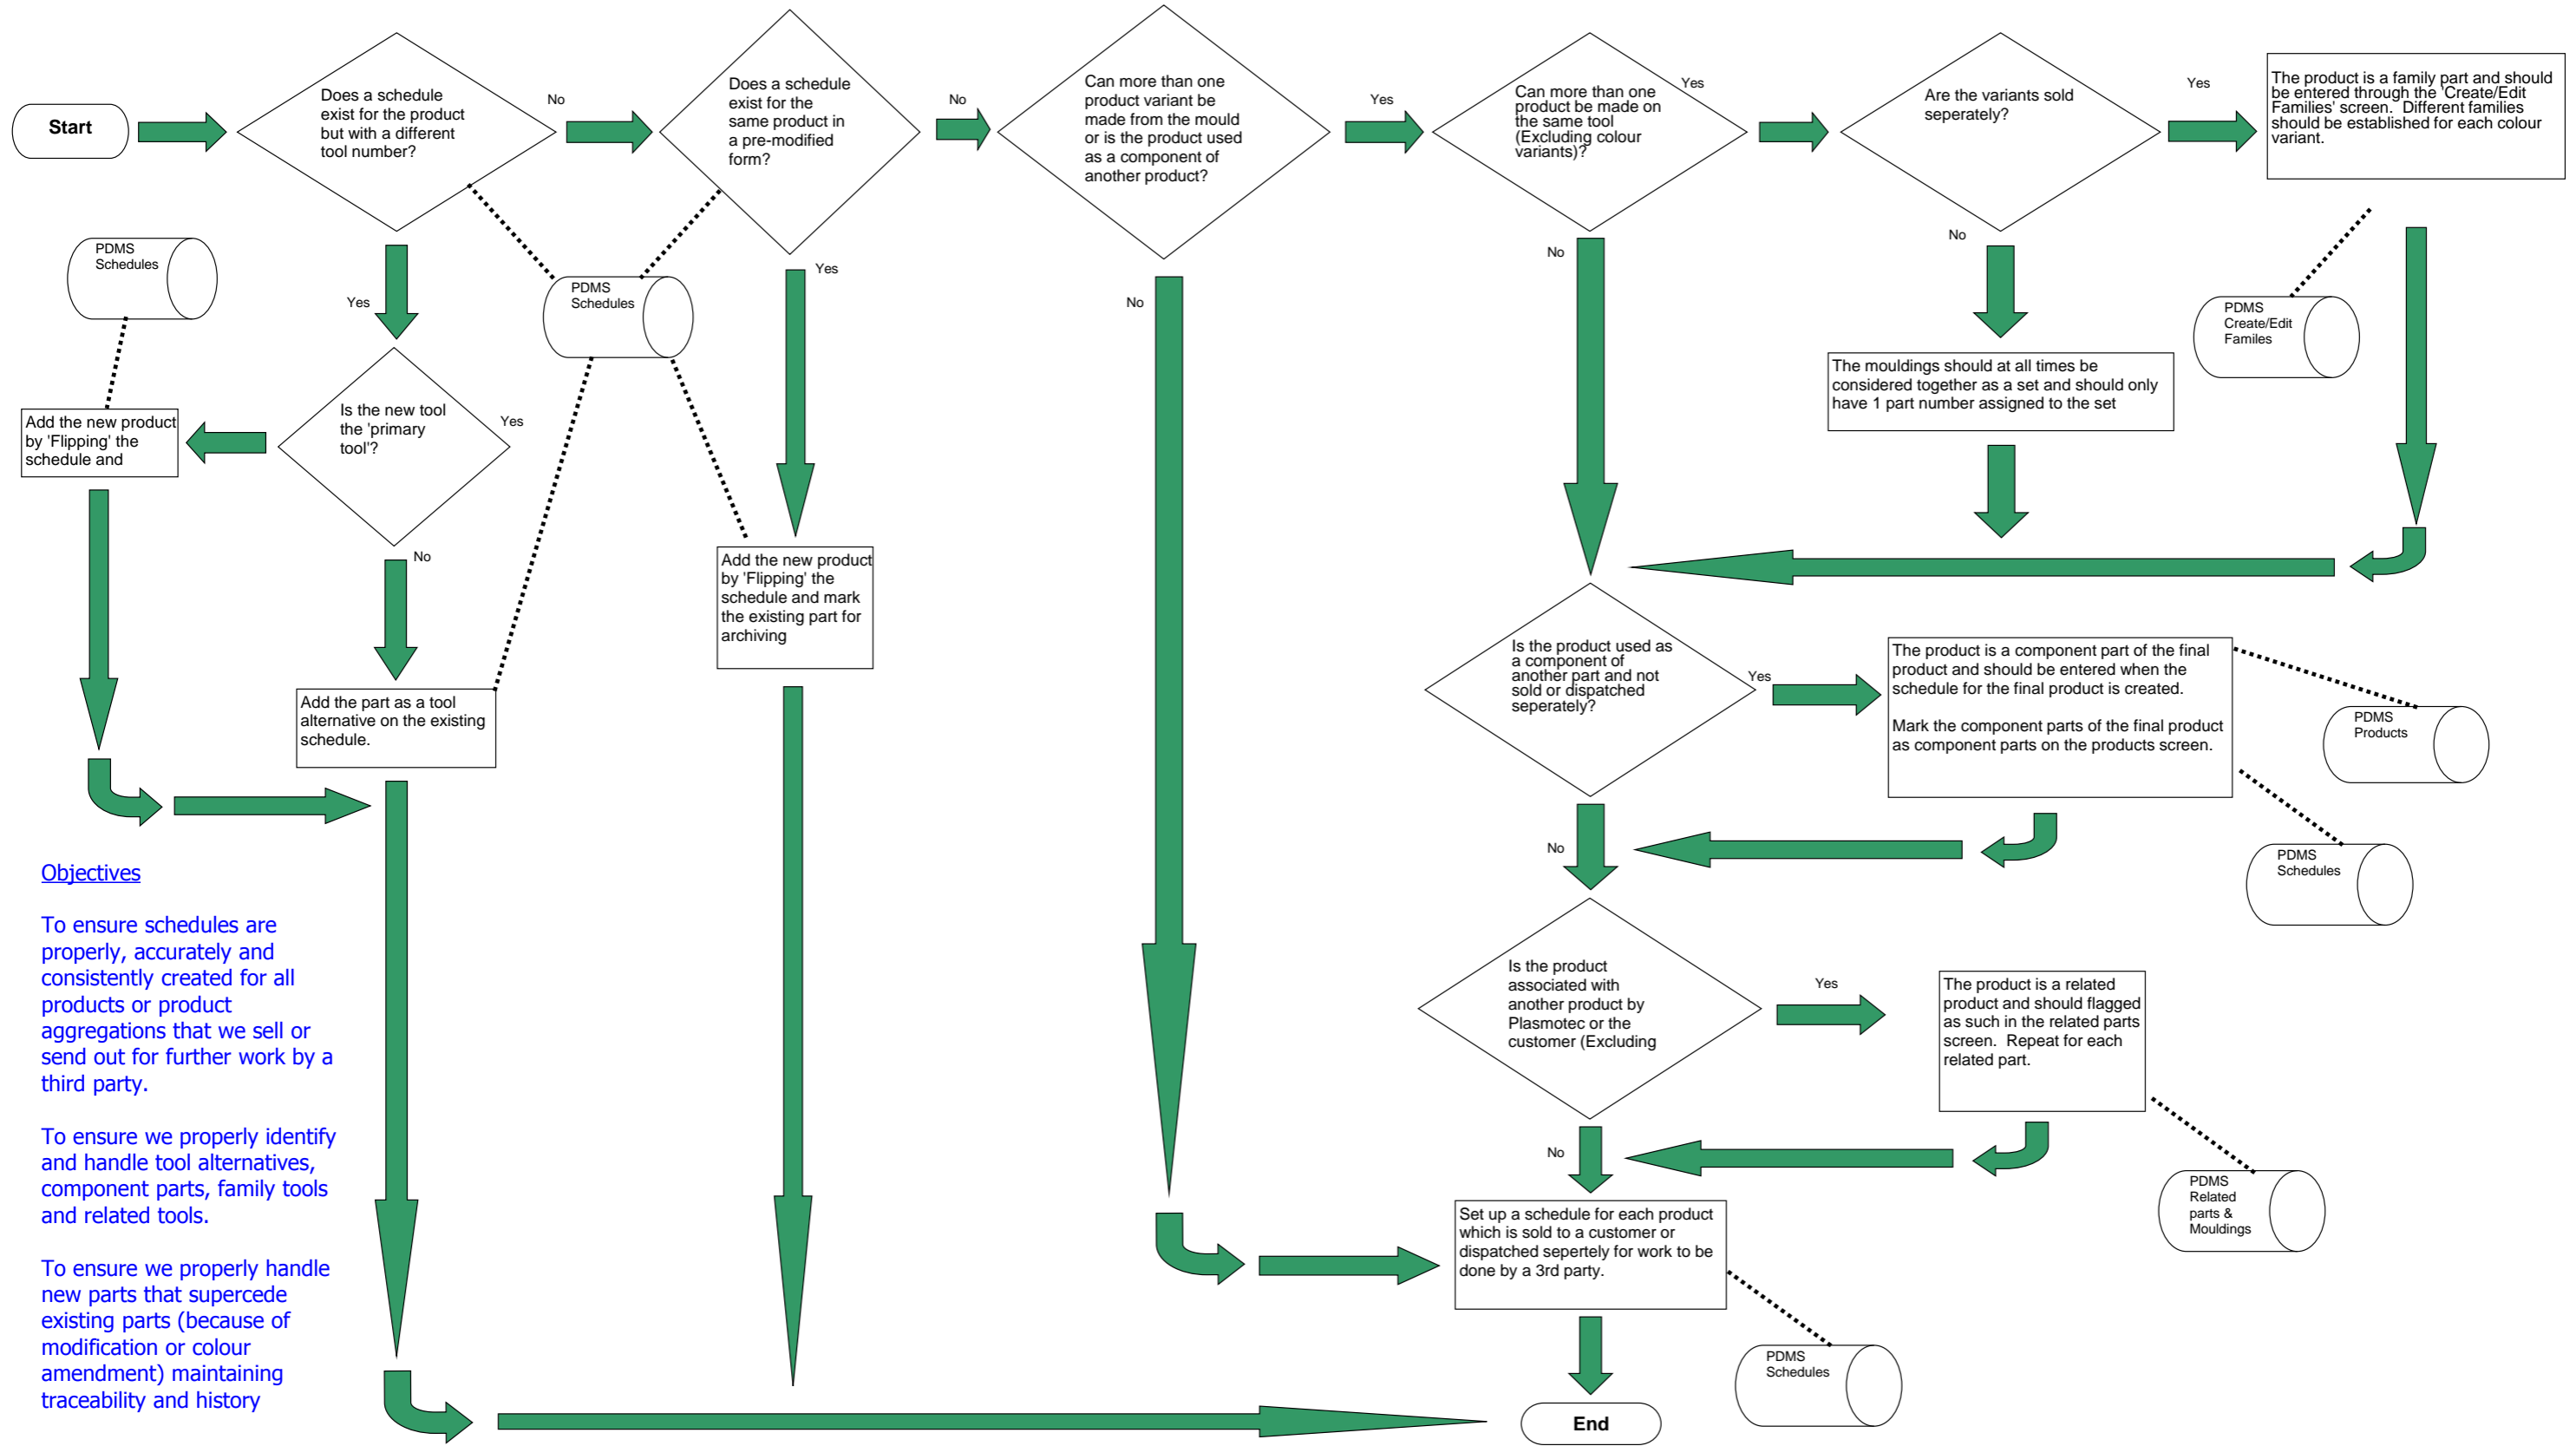 Start
Does a schedule
exist for the product
but with a different
tool number?
No
Does a schedule
exist for the
same product in
a pre-modified
form?
No
Can more than one
product variant be
made from the mould
or is the product used
as a component of
another product?
Yes
Can more than one
product be made on
the same tool
(Excluding colour
variants)?
Yes
Are the variants sold
seperately?
Yes
The product is a family part and should
be entered through the 'Create/Edit
Families' screen.  Different families
should be established for each colour
variant.
PDMS
Schedules
Yes
PDMS
Schedules
Yes
No
No
No
PDMS
Create/Edit
Familes
The mouldings should at all times be
considered together as a set and should only
have 1 part number assigned to the set
Add the new product
by 'Flipping' the
schedule and
Is the new tool
the 'primary
tool'?
Yes
No
Add the new product
by 'Flipping' the
schedule and mark
the existing part for
archiving
Add the part as a tool
alternative on the existing
schedule.
Is the product used as
a component of
another part and not
sold or dispatched
seperately?
Yes
The product is a component part of the final
product and should be entered when the
schedule for the final product is created.
Mark the component parts of the final product
as component parts on the products screen.
PDMS
Products
No
PDMS
Schedules
Objectives
To ensure schedules are
properly, accurately and
consistently created for all
products or product
aggregations that we sell or
send out for further work by a
third party.
To ensure we properly identify
and handle tool alternatives,
component parts, family tools
and related tools.
To ensure we properly handle
new parts that supercede
existing parts (because of
modification or colour
amendment) maintaining
traceability and history
Is the product
associated with
another product by
Plasmotec or the
customer (Excluding
Yes
The product is a related
product and should flagged
as such in the related parts
screen.  Repeat for each
related part.
No
PDMS
Related
parts &
Mouldings
Set up a schedule for each product
which is sold to a customer or
dispatched sepertely for work to be
done by a 3rd party.
PDMS
Schedules
End